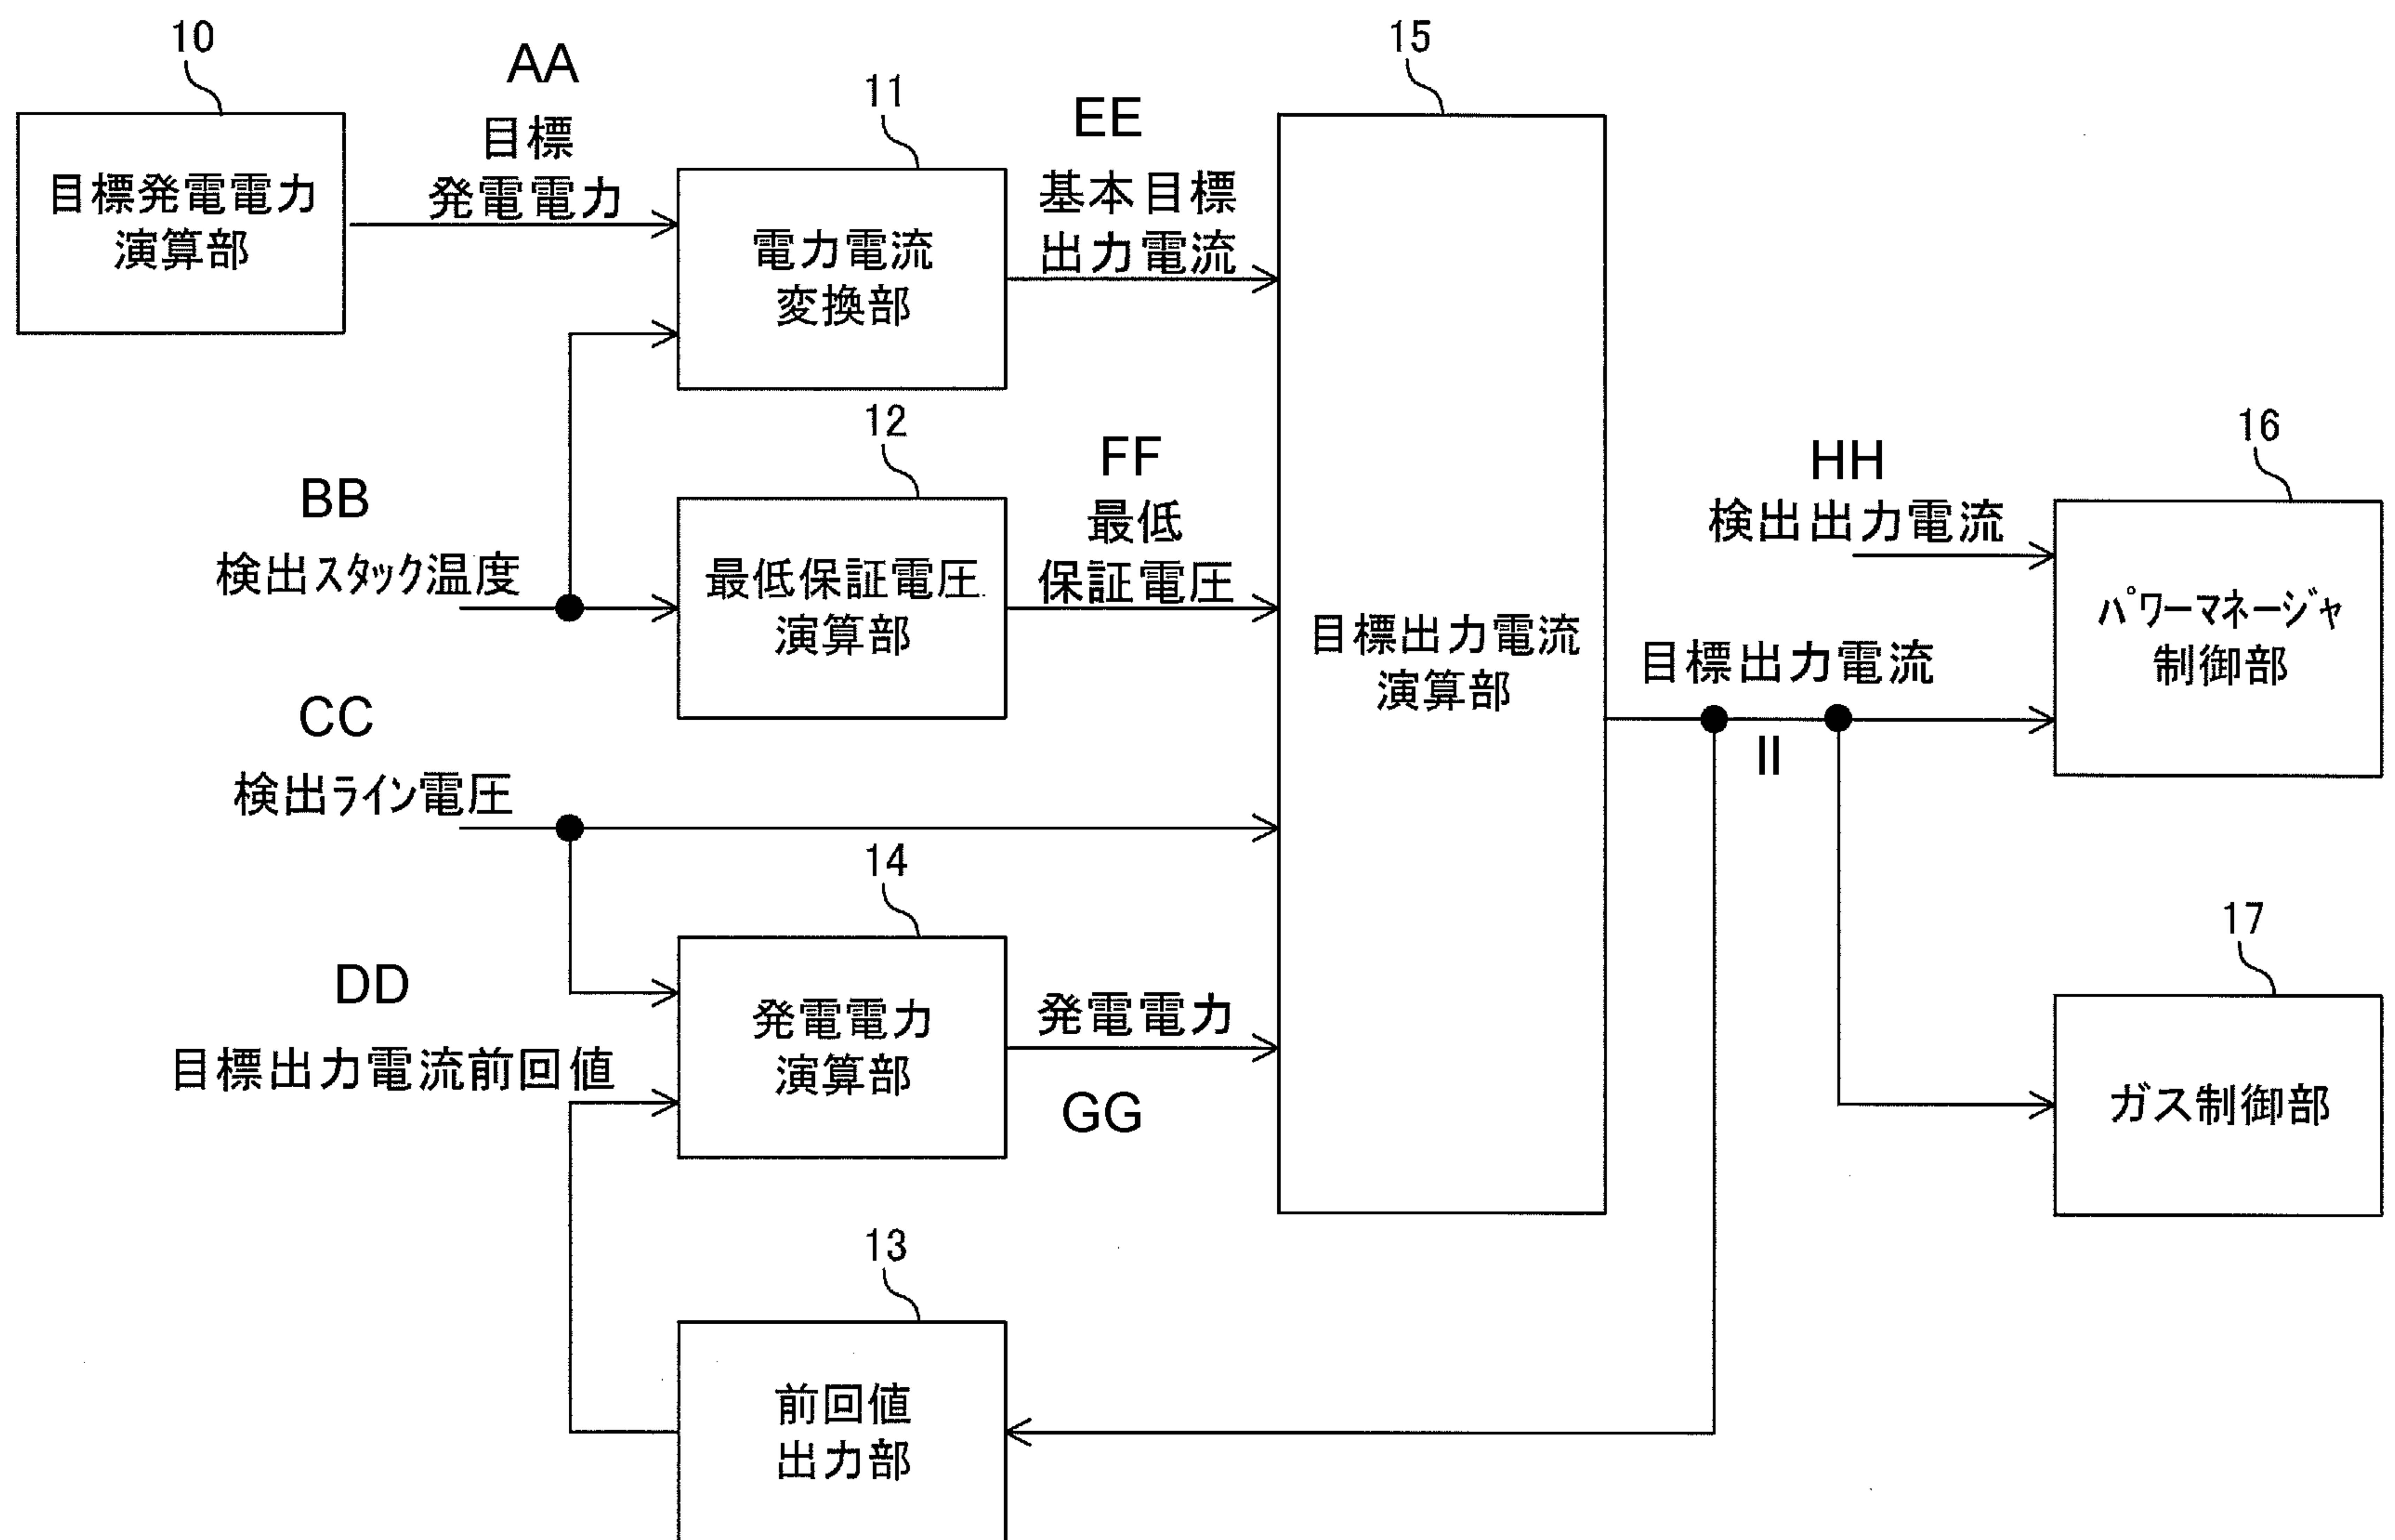 10
目標発電電力
演算部
AA
目標
発電電力
11
電力電流
変換部
EE
基本目標
出力電流
15
目標出力電流
演算部
BB
検出スタック温度
12
最低保証電圧
演算部
FF
最低
保証電圧
HH
検出出力電流
16
パワーマネージャ
制御部
目標出力電流
II
CC
検出ライン電圧
14
発電電力
演算部
発電電力
GG
DD
目標出力電流前回値
17
ガス制御部
13
前回値
出力部